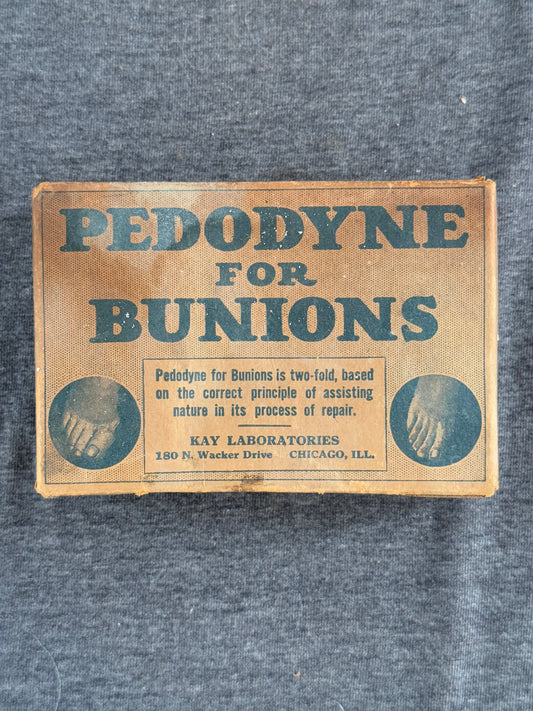 PEDODYNE
FOR
BUNIONS
Pedodyne for Bunions is two-fold, based
on the correct principle of assisting
nature in its process of repair.
KAY LABORATORIES
180 N. Wacker Drive CHICAGO, ILL.